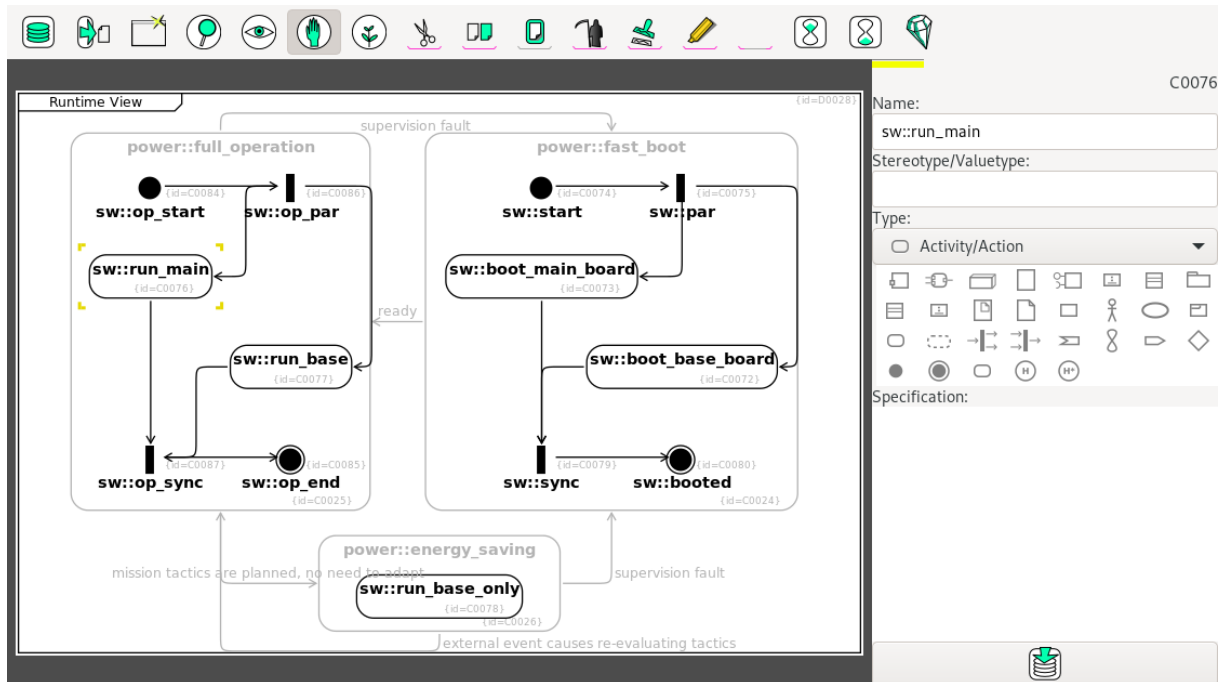 C0076
Runtime View
{id=D0028}
Name:
supervision fault
sw::run_main
power::full_operation
power::fast_boot
Stereotype/Valuetype:
{id=C0084}
{id=C0086}
{id=C0074}
{id=C0075}
sw::op_start
sw::op_par
sw::start
sw::par
Type:
Activity/Action
sw::run_main
{id=C0076}
sw::boot_main_board
{id=C0073}
ready
sw::run_base
{id=C0077}
sw::boot_base_board
{id=C0072}
Specification:
{id=C0087}
{id=C0085}
{id=C0079}
{id=C0080}
sw::op_sync
sw::op_end
sw::sync
sw::booted
{id=C0025}
{id=C0024}
power::energy_saving
mission tactics are planned, no need to adapt
supervision fault
sw::run_base_only
{id=C0078}
{id=C0026}
external event causes re-evaluating tactics